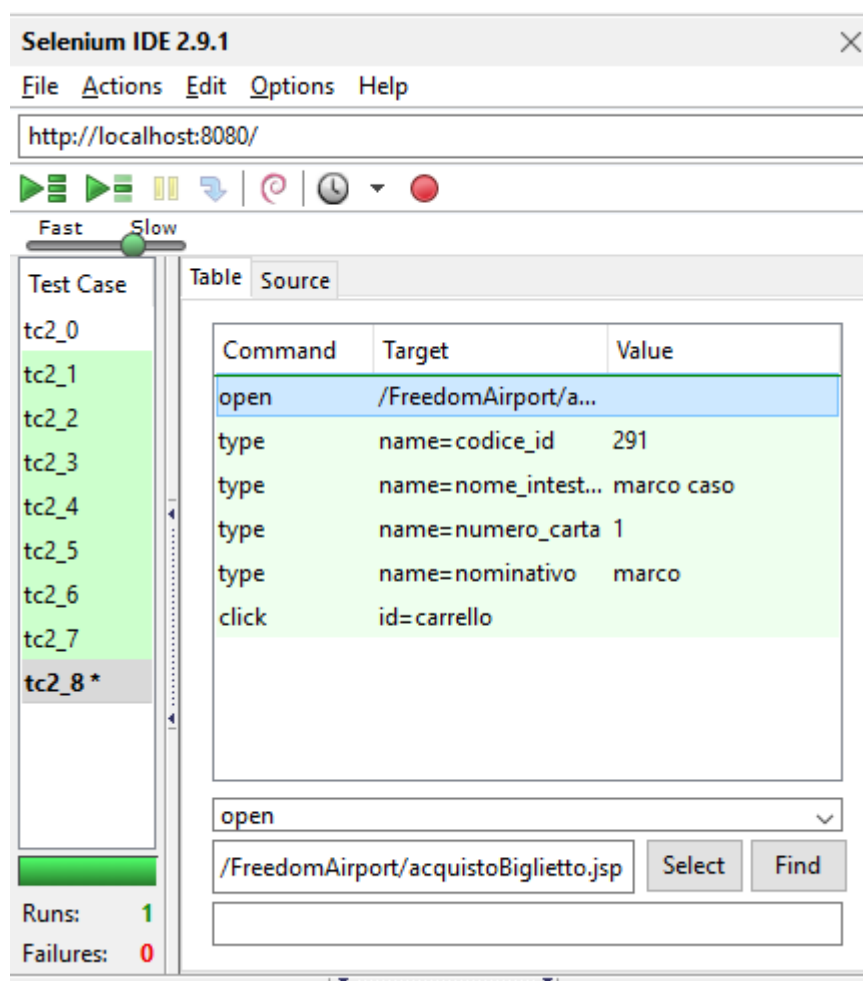 Selenium IDE 2.9.1
File Actions Edit Options Help
http://localhost:8080/
Fast Slow
Test Case
tc2_0
tc2_1
tc2_2
tc2_3
tc2_4
tc2_5
tc2_6
tc2_7
tc2_8 *
Runs: 1
Failures: 0
Table Source
Command Target Value
open /FreedomAirport/a...
type name=codice_id 291
type name=nome_intest... marco caso
type name=numero_carta 1
type name=nominativo marco
click id=carrello
open
/FreedomAirport/acquistoBiglietto.jsp Select Find